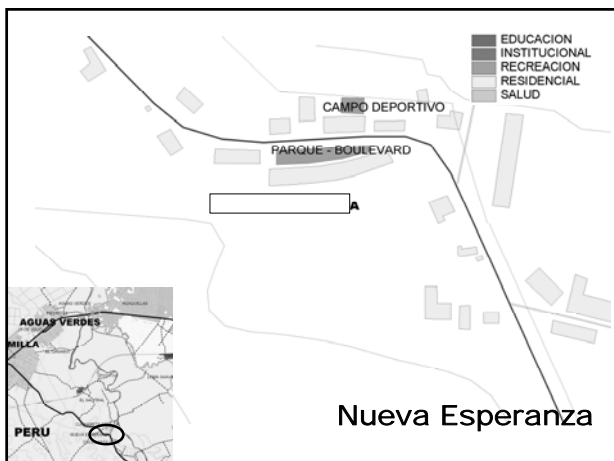 EDUCACION
INSTITUCIONAL
RECREACION
RESIDENCIAL
SALUD
CAMPO DEPORTIVO
PARQUE - BOULEVARD
A
AGUAS VERDES
MILLA
PERU
Nueva Esperanza